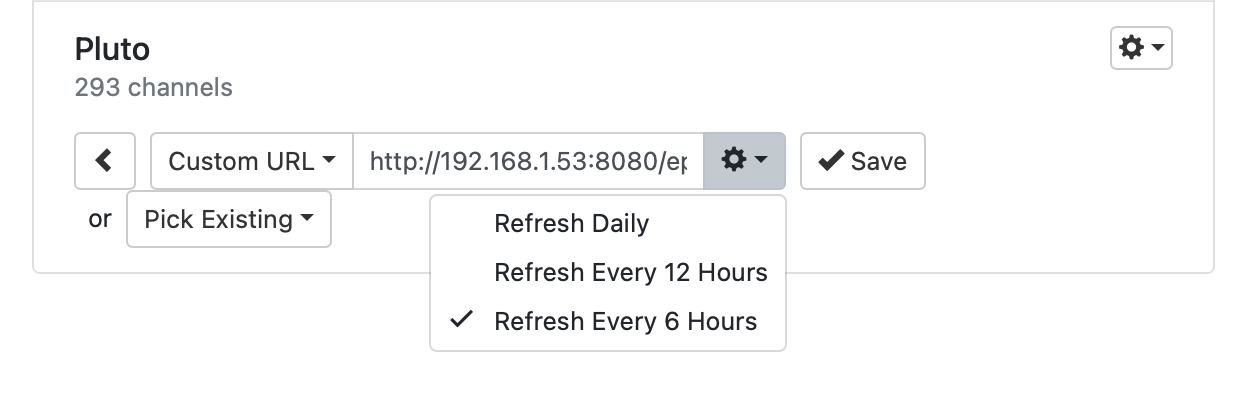 Pluto
293 channels
Custom URL http://192.168.1.53:8080/ep Save
or Pick Existing
Refresh Daily
Refresh Every 12 Hours
Refresh Every 6 Hours